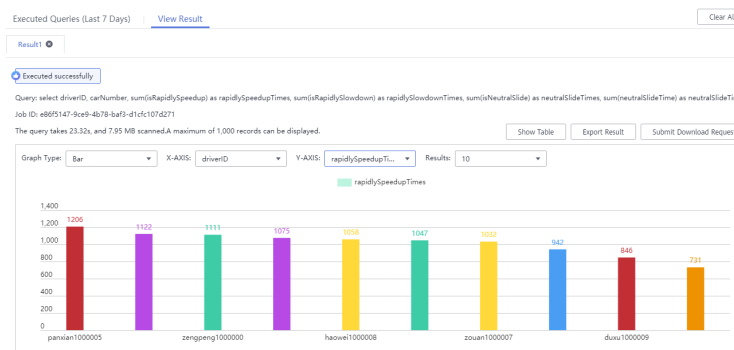 Executed Queries (Last 7 Days) View Result Clear Al
Result1
Executed successfully
Query: select driverID, carNumber, sum(isRapidlySpeedup) as rapidlySpeedupTimes, sum(isRapidlySlowdown) as rapidlySlowdownTimes, sum(isNeutralSlide) as neutralSlideTimes, sum(neutralSlideTime) as neutralSlideTi
Job ID: e86f5147-9ce9-4b78-baf3-d1cfc107d271
The query takes 23.32s, and 7.95 MB scanned.A maximum of 1,000 records can be displayed. Show Table Export Result Submit Download Reques
Graph Type: Bar X-AXIS: driverID Y-AXIS: rapidlySpeedupTi... Results: 10
rapidlySpeedupTimes
1,400
1,200
1,000
800
600
400
200
0
1206 1122 1111 1075 1058 1047 1032 942 846 731
panxian1000005 zengpeng1000000 haowei1000008 zouan1000007 duxu1000009